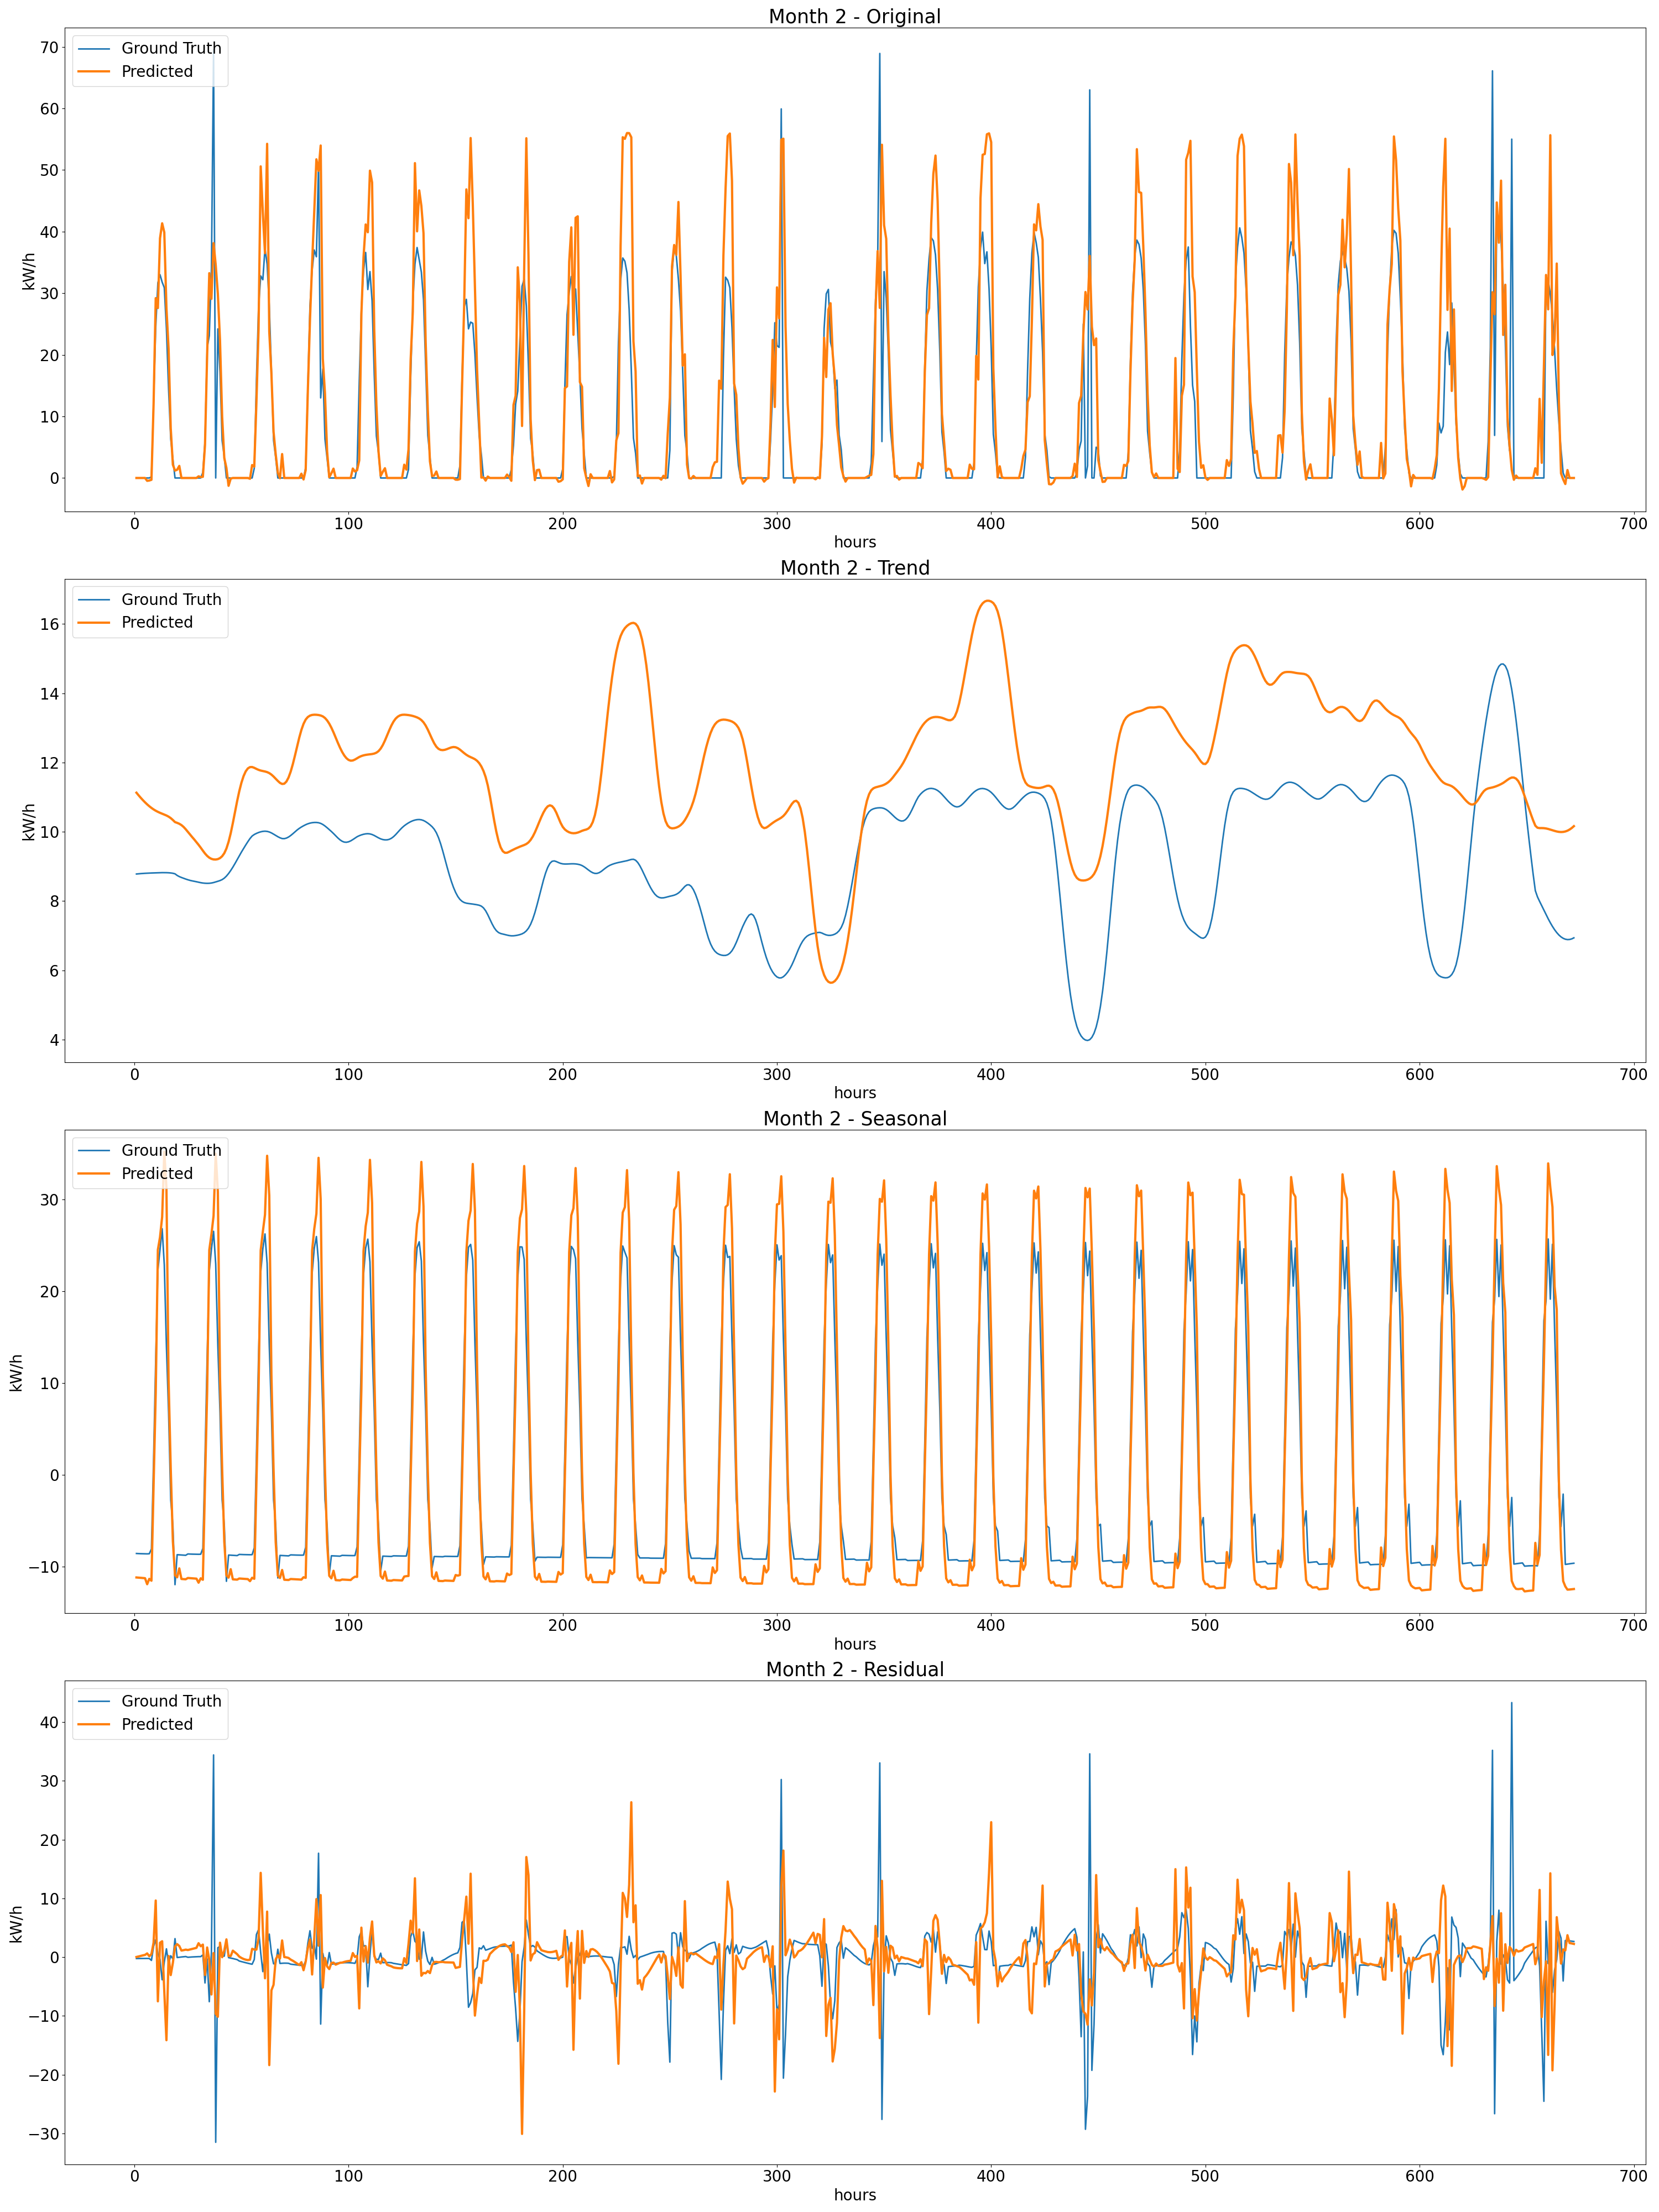 Month 2 - Original
Ground Truth
Predicted
kW/h
70
60
50
40
30
20
10
0
0 100 200 300 400 500 600 700
hours
Month 2 - Trend
Ground Truth
Predicted
kW/h
16
14
12
10
8
6
4
0 100 200 300 400 500 600 700
hours
Month 2 - Seasonal
Ground Truth
Predicted
kW/h
30
20
10
0
−10
0 100 200 300 400 500 600 700
hours
Month 2 - Residual
Ground Truth
Predicted
kW/h
40
30
20
10
0
−10
−20
−30
0 100 200 300 400 500 600 700
hours